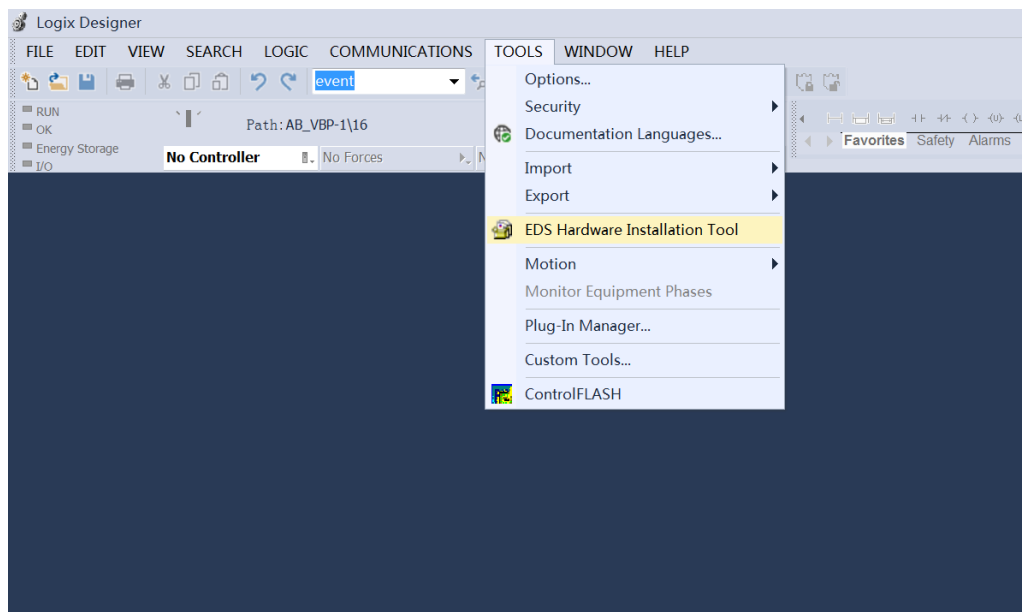 Logix Designer
FILE EDIT VIEW SEARCH LOGIC COMMUNICATIONS TOOLS WINDOW HELP
event
RUN
OK
Energy Storage
I/O
Path: AB_VBP-1\16
No Controller
No Forces
Options...
Security
Documentation Languages...
Import
Export
EDS Hardware Installation Tool
Motion
Monitor Equipment Phases
Plug-In Manager...
Custom Tools...
ControlFLASH
Favorites Safety Alarms